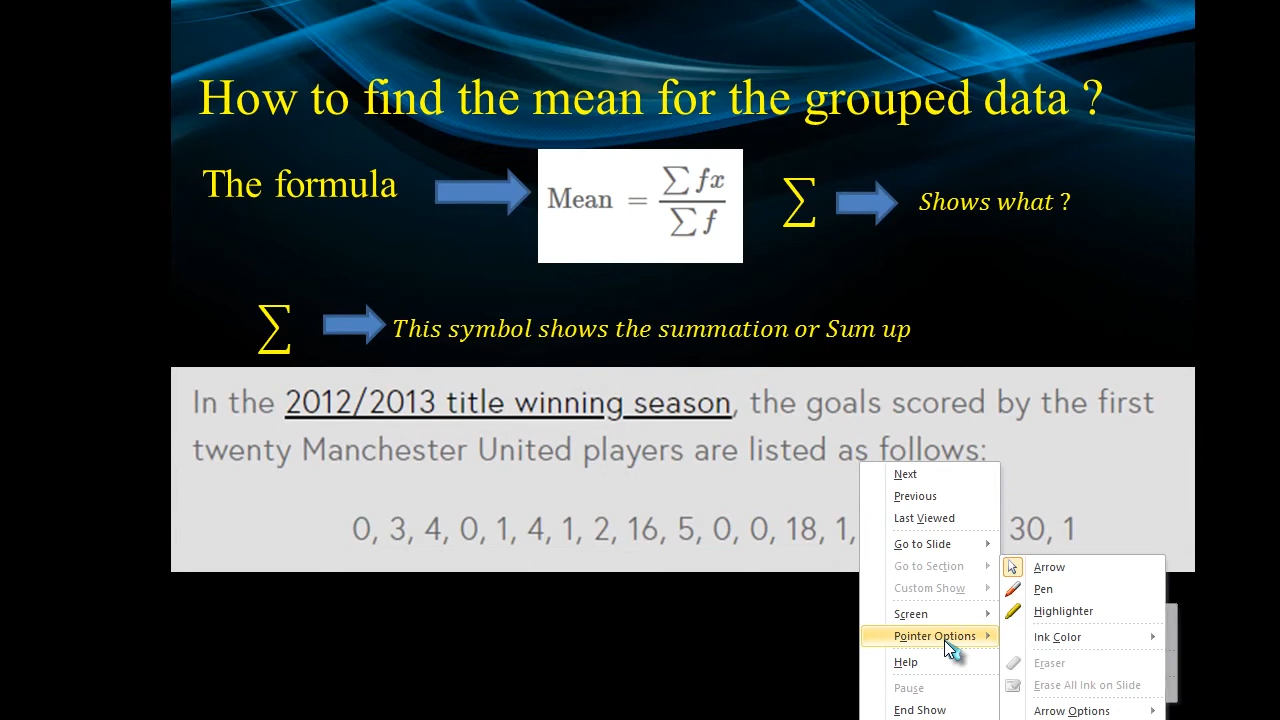 How to find the mean for the grouped data ?
The formula
Mean = ∑ fx / ∑ f
∑
Shows what ?
∑
This symbol shows the summation or Sum up
In the 2012/2013 title winning season, the goals scored by the first
twenty Manchester United players are listed as follows:
0, 3, 4, 0, 1, 4, 1, 2, 16, 5, 0, 0, 18, 1,
30, 1
Next
Previous
Last Viewed
Go to Slide
Go to Section
Custom Show
Screen
Pointer Options
Help
Pause
End Show
Arrow
Pen
Highlighter
Ink Color
Eraser
Erase All Ink on Slide
Arrow Options